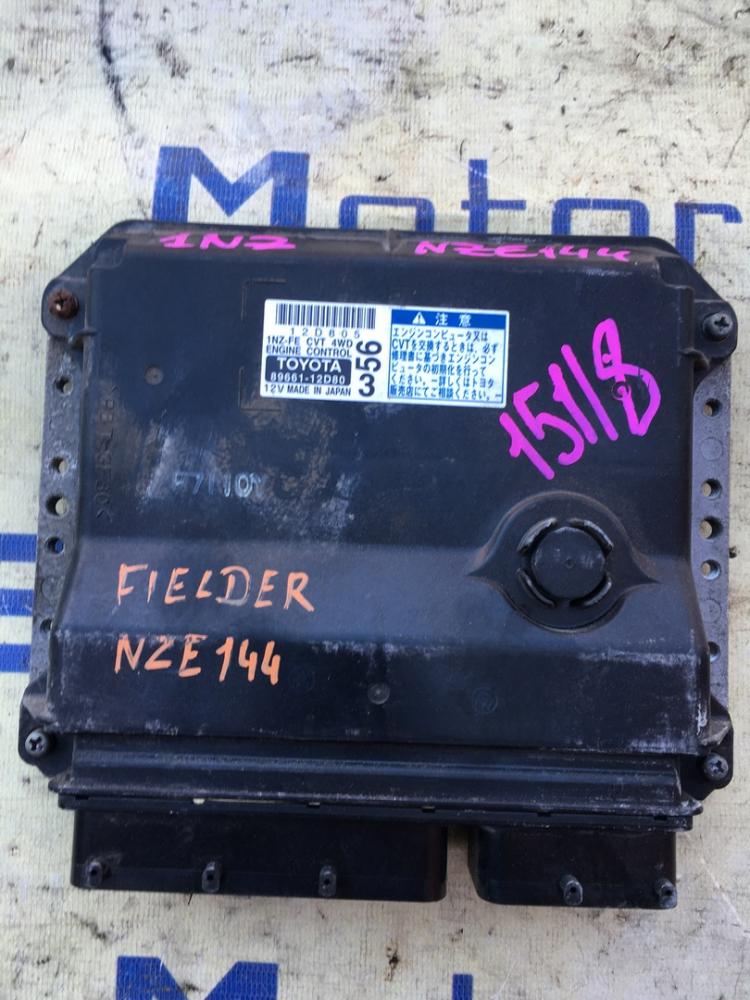 Motor
1NZ
NZE144
12D805
1NZ-FE CVT 4WD
ENGINE CONTROL
TOYOTA
89661-12D80
12V MADE IN JAPAN
356
注意
エンジンコンピュータ又は
CVTを交換するときは、必ず
修理書に基づきエンジンコン
ピュータの初期化を行って
ください。詳しくはトヨタ
販売店にてご相談ください。
15118
FIELDER
NZE144